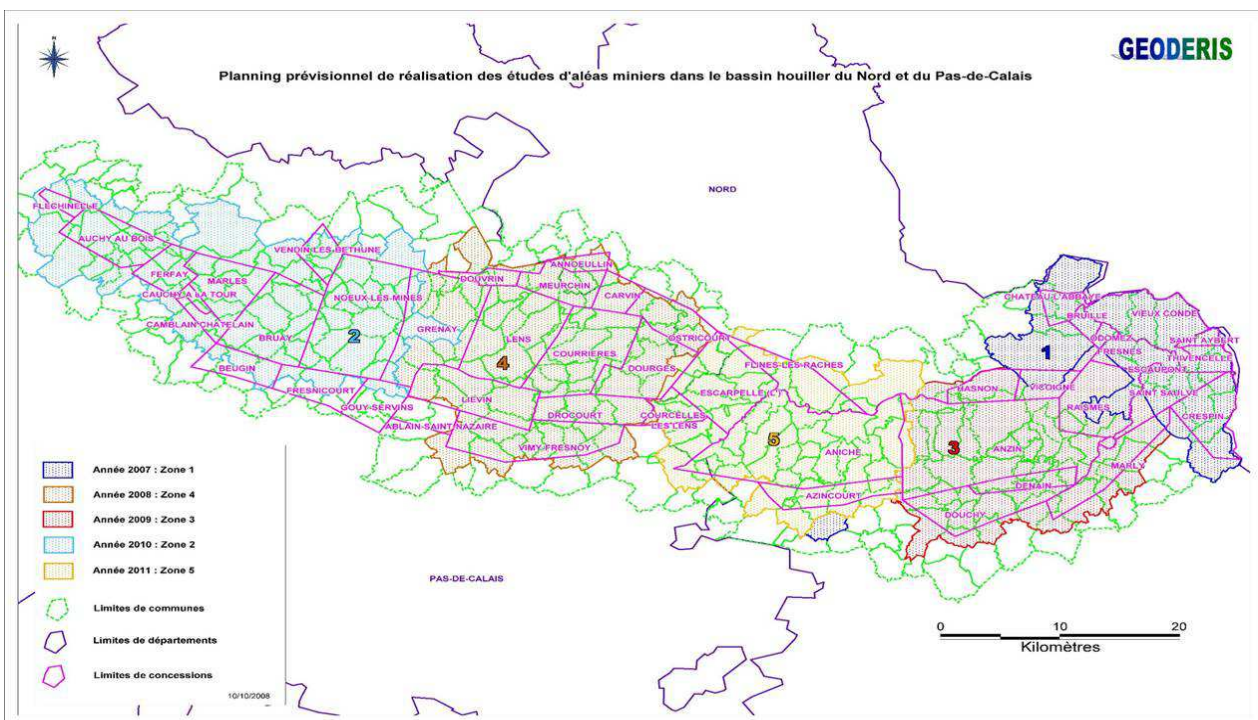 N
GEODERIS
Planning prévisionnel de réalisation des études d'aléas miniers dans le bassin houiller du Nord et du Pas-de-Calais
NORD
FLECHINELLE
AUCHY AU BOIS
VENDIN LES BETHUNE
FERFAY
MARLES
CAUCHY A LA TOUR
NOEUX-LES-MINES
CAMBLAIN CHATELAIN
BRUAY
2
BEUGIN
FRESNICOURT
GOUY-SERVINS
ABLAIN-SAINT-NAZAIRE
ANNOEULLIN
DOUVRIN
MEURCHIN
CARVIN
GRENAY
LENS
OSTRICOURT
COURRIÈRES
4
DOURGES
LIEVIN
DROCOURT
COURCELLES
LES LENS
VIMY-FRESNOY
FLINES-LES-RACHES
ESCARPELLE (L')
5
ANICHE
AZINCOURT
CHATEAU L'ABBAYE
BRUILLE
VIEUX CONDE
1
ODOMEZ
SAINT AYBERT
FRESNES
THIVENCELLE
ESCAUPONT
HASNON
VICOIGNE
SAINT SAULVE
RAISMES
CRESPIN
3
ANZIN
MARLY
DENAIN
DOUCHY
PAS-DE-CALAIS
Année 2007 : Zone 1
Année 2008 : Zone 4
Année 2009 : Zone 3
Année 2010 : Zone 2
Année 2011 : Zone 5
Limites de communes
Limites de départements
Limites de concessions
10/10/2008
0 10 20
Kilomètres